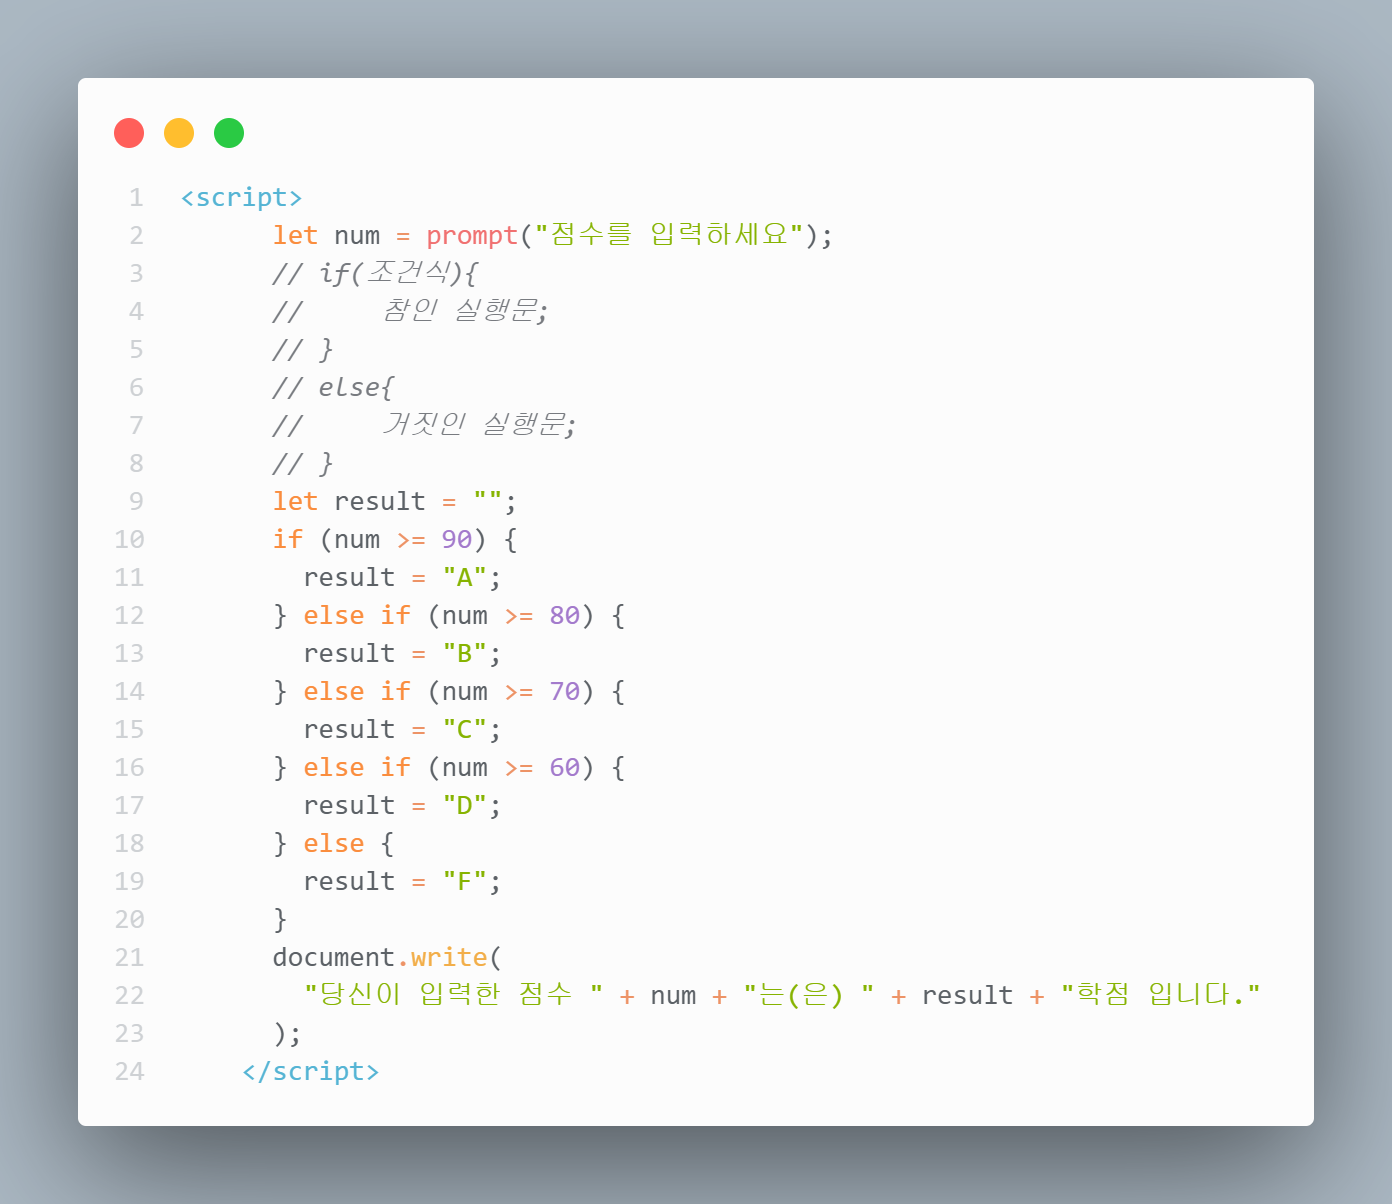 1 <script>
2 let num = prompt("점수를 입력하세요");
3 // if(조건식){
4 // 참인 실행문;
5 // }
6 // else{
7 // 거짓인 실행문;
8 // }
9 let result = "";
10 if (num >= 90) {
11 result = "A";
12 } else if (num >= 80) {
13 result = "B";
14 } else if (num >= 70) {
15 result = "C";
16 } else if (num >= 60) {
17 result = "D";
18 } else {
19 result = "F";
20 }
21 document.write(
22 "당신이 입력한 점수 " + num + "는(은) " + result + "학점 입니다."
23 );
24 </script>